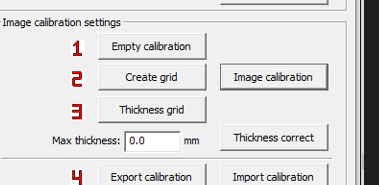 Image calibration settings
1 Empty calibration
2 Create grid Image calibration
3 Thickness grid
Max thickness: 0.0 mm Thickness correct
4 Export calibration Import calibration